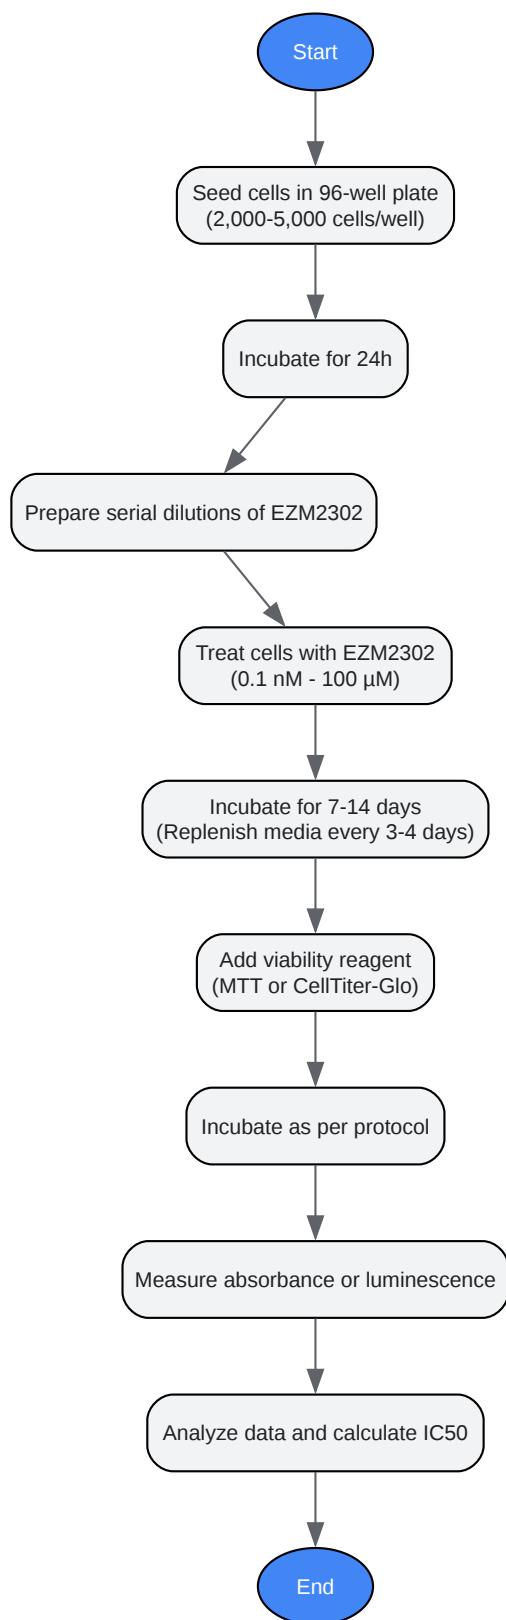 Start
Seed cells in 96-well plate
(2,000-5,000 cells/well)
Incubate for 24h
Prepare serial dilutions of EZM2302
Treat cells with EZM2302
(0.1 nM - 100 µM)
Incubate for 7-14 days
(Replenish media every 3-4 days)
Add viability reagent
(MTT or CellTiter-Glo)
Incubate as per protocol
Measure absorbance or luminescence
Analyze data and calculate IC50
End